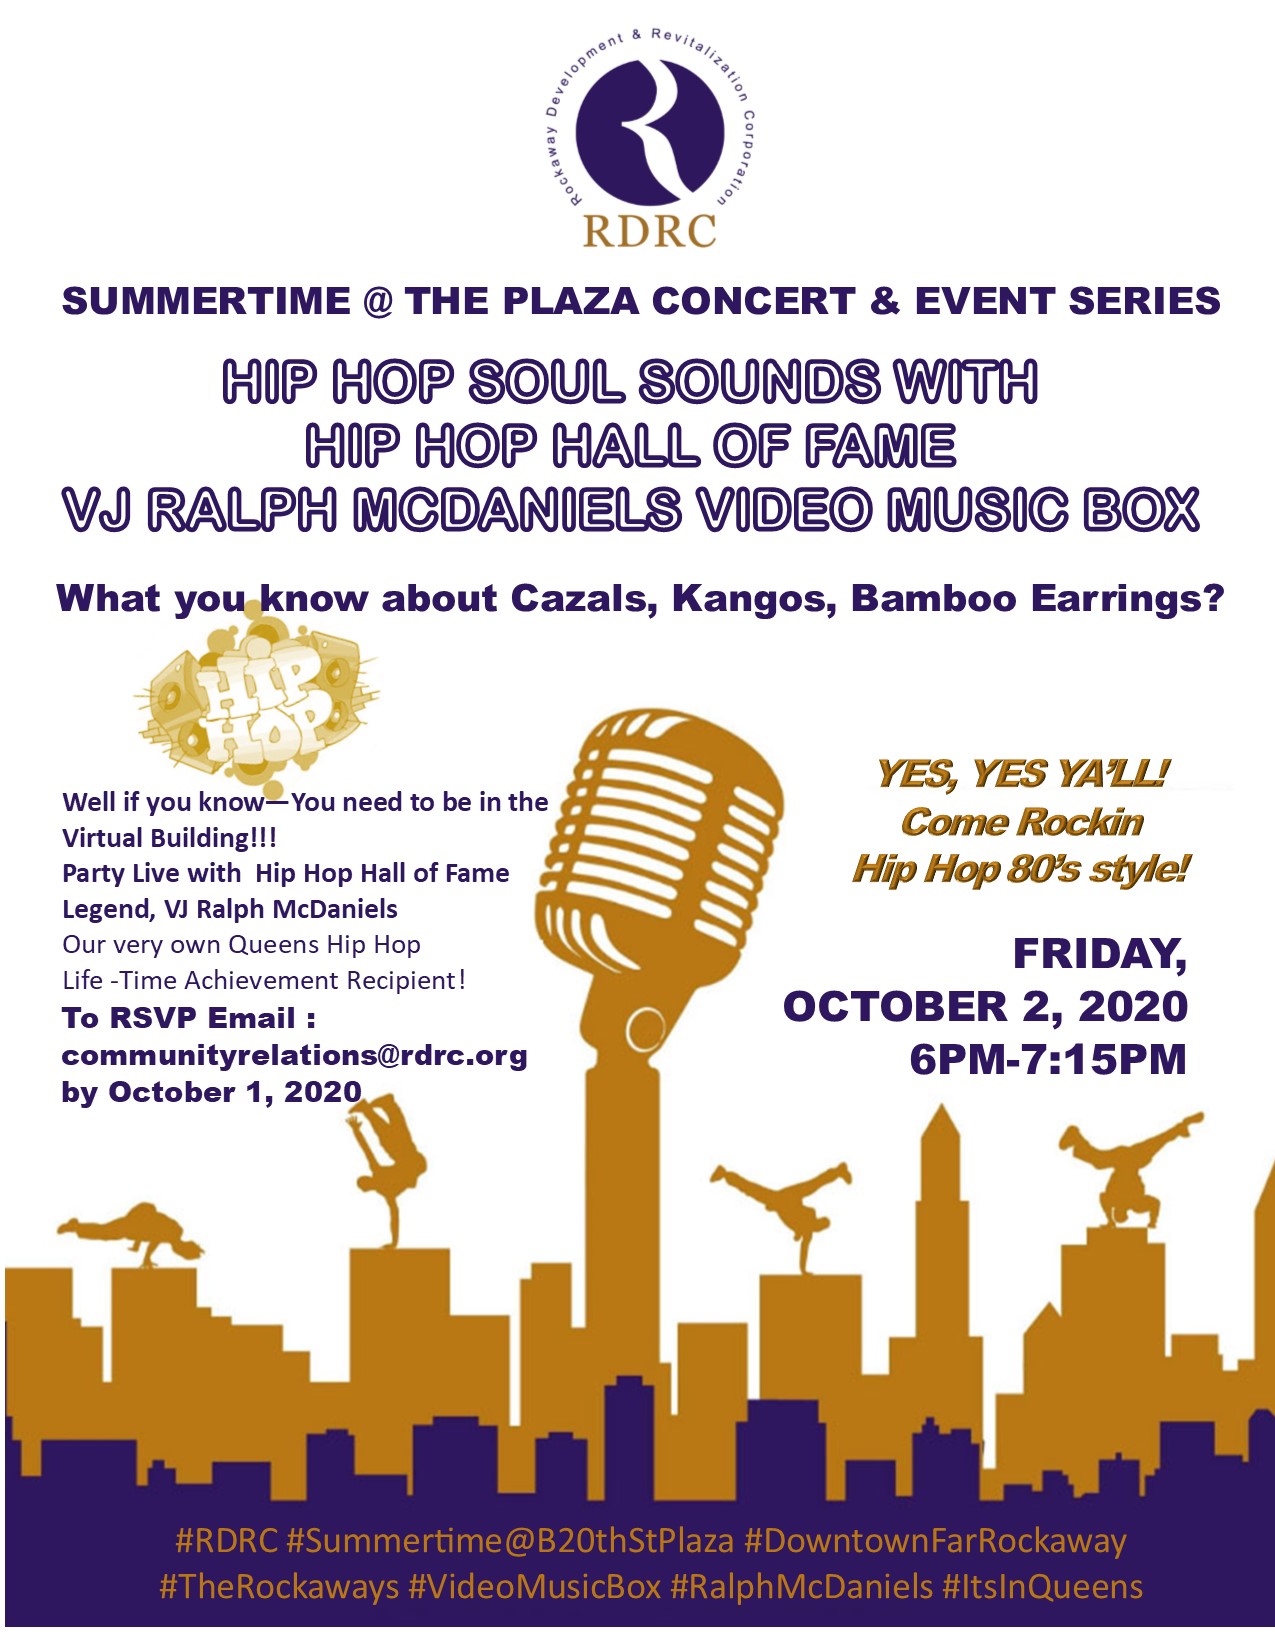 Rockaway Development & Revitalization Corporation
RDRC
SUMMERTIME @ THE PLAZA CONCERT & EVENT SERIES
HIP HOP SOUL SOUNDS WITH
HIP HOP HALL OF FAME
VJ RALPH MCDANIELS VIDEO MUSIC BOX
What you know about Cazals, Kangos, Bamboo Earrings?
HIP
HOP
Well if you know—You need to be in the
Virtual Building!!!
Party Live with Hip Hop Hall of Fame
Legend, VJ Ralph McDaniels
Our very own Queens Hip Hop
Life -Time Achievement Recipient!
To RSVP Email :
communityrelations@rdrc.org
by October 1, 2020
YES, YES YA'LL!
Come Rockin
Hip Hop 80's style!
FRIDAY,
OCTOBER 2, 2020
6PM-7:15PM
#RDRC #Summertime@B20thStPlaza #DowntownFarRockaway
#TheRockaways #VideoMusicBox #RalphMcDaniels #ItsInQueens